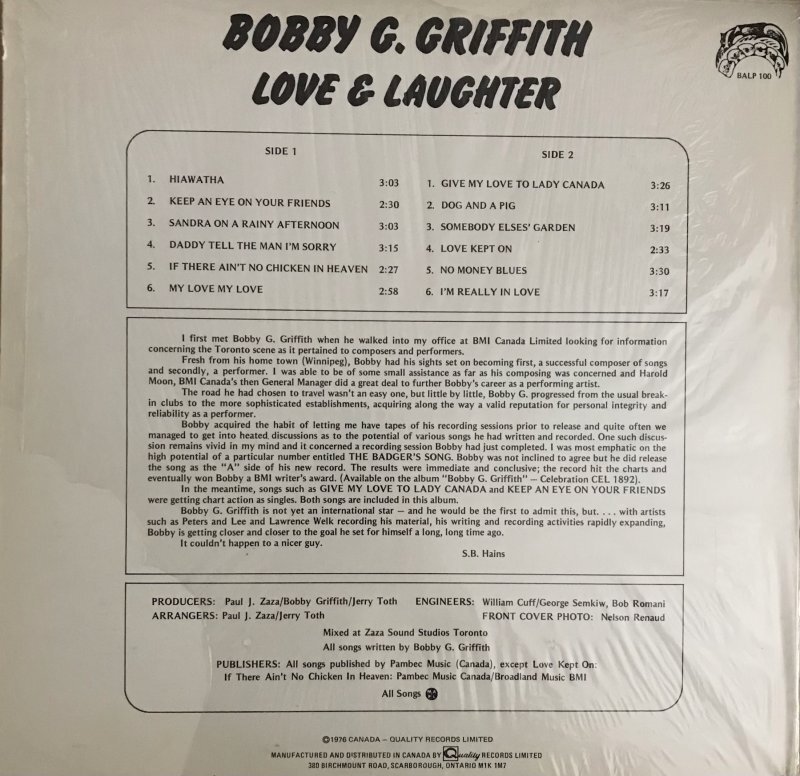 BOBBY G. GRIFFITH
LOVE & LAUGHTER
BALP 100
SIDE 1
1. HIAWATHA 3:03
2. KEEP AN EYE ON YOUR FRIENDS 2:30
3. SANDRA ON A RAINY AFTERNOON 3:03
4. DADDY TELL THE MAN I'M SORRY 3:15
5. IF THERE AIN'T NO CHICKEN IN HEAVEN 2:27
6. MY LOVE MY LOVE 2:58
SIDE 2
1. GIVE MY LOVE TO LADY CANADA 3:26
2. DOG AND A PIG 3:11
3. SOMEBODY ELSES' GARDEN 3:19
4. LOVE KEPT ON 2:33
5. NO MONEY BLUES 3:30
6. I'M REALLY IN LOVE 3:17
I first met Bobby G. Griffith when he walked into my office at BMI Canada Limited looking for information
concerning the Toronto scene as it pertained to composers and performers.
Fresh from his home town (Winnipeg), Bobby had his sights set on becoming first, a successful composer of songs
and secondly, a performer. I was able to be of some small assistance as far as his composing was concerned and Harold
Moon, BMI Canada's then General Manager did a great deal to further Bobby's career as a performing artist.
The road he had chosen to travel wasn't an easy one, but little by little, Bobby G. progressed from the usual break-
in clubs to the more sophisticated establishments, acquiring along the way a valid reputation for personal integrity and
reliability as a performer.
Bobby acquired the habit of letting me have tapes of his recording sessions prior to release and quite often we
managed to get into heated discussions as to the potential of various songs he had written and recorded. One such discus-
sion remains vivid in my mind and it concerned a recording session Bobby had just completed. I was most emphatic on the
high potential of a particular number entitled THE BADGER'S SONG. Bobby was not inclined to agree but he did release
the song as the "A" side of his new record. The results were immediate and conclusive; the record hit the charts and
eventually won Bobby a BMI writer's award. (Available on the album "Bobby G. Griffith" – Celebration CEL 1892).
In the meantime, songs such as GIVE MY LOVE TO LADY CANADA and KEEP AN EYE ON YOUR FRIENDS
were getting chart action as singles. Both songs are included in this album.
Bobby G. Griffith is not yet an international star – and he would be the first to admit this, but. . . . with artists
such as Peters and Lee and Lawrence Welk recording his material, his writing and recording activities rapidly expanding,
Bobby is getting closer and closer to the goal he set for himself a long, long time ago.
It couldn't happen to a nicer guy.
S.B. Hains
PRODUCERS: Paul J. Zaza/Bobby Griffith/Jerry Toth ENGINEERS: William Cuff/George Semkiw, Bob Romani
ARRANGERS: Paul J. Zaza/Jerry Toth FRONT COVER PHOTO: Nelson Renaud
Mixed at Zaza Sound Studios Toronto
All songs written by Bobby G. Griffith
PUBLISHERS: All songs published by Pambec Music (Canada), except Love Kept On:
If There Ain't No Chicken In Heaven: Pambec Music Canada/Broadland Music BMI
All Songs
©1976 CANADA – QUALITY RECORDS LIMITED
MANUFACTURED AND DISTRIBUTED IN CANADA BY Quality RECORDS LIMITED
380 BIRCHMOUNT ROAD, SCARBOROUGH, ONTARIO M1K 1M7